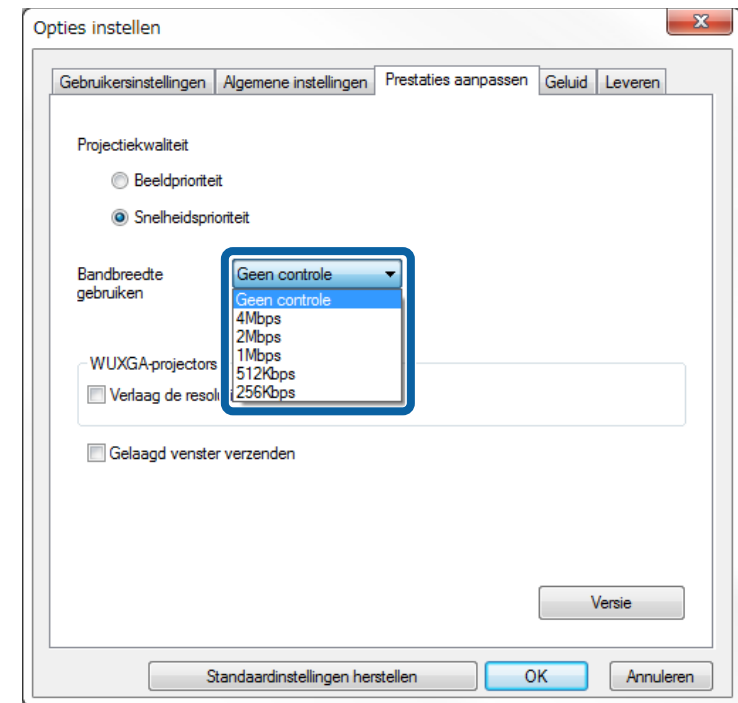 Opties instellen
Gebruikersinstellingen Algemene instellingen Prestaties aanpassen Geluid Leveren
Projectiekwaliteit
Beeldprioriteit
Snelheidsprioriteit
Bandbreedte
gebruiken
Geen controle
Geen controle
4Mbps
2Mbps
1Mbps
512Kbps
256Kbps
WUXGA-projectors
Verlaag de
Gelaagd venster verzenden
Versie
Standaardinstellingen herstellen OK Annuleren